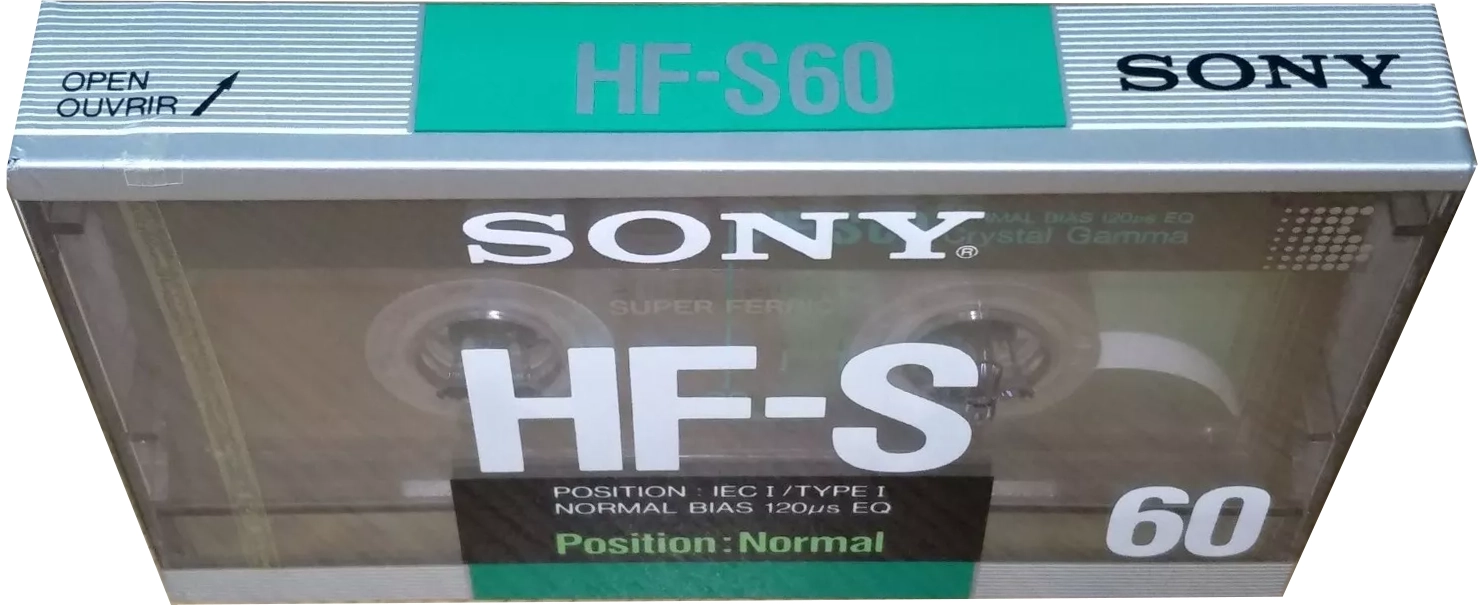 OPEN
OUVRIR
HF-S60
SONY
SONY®
NORMAL BIAS 120µs EQ
Crystal Gamma
SUPER FERRIC
HF-S
POSITION : IEC I / TYPE I
NORMAL BIAS 120µs EQ
Position : Normal
60